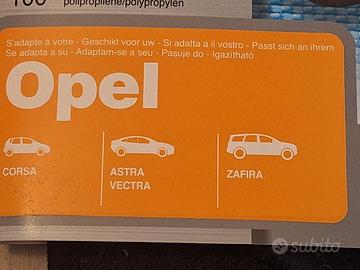 100
polipropilene/polypropylen
S'adapte à votre - Geschikt voor uw - Si adatta a il vostro - Passt sich an ihrem
Se adapta a su - Adaptam-se a seu - Pasuje do - Igazítható
Opel
CORSA
ASTRA
VECTRA
ZAFIRA
subito